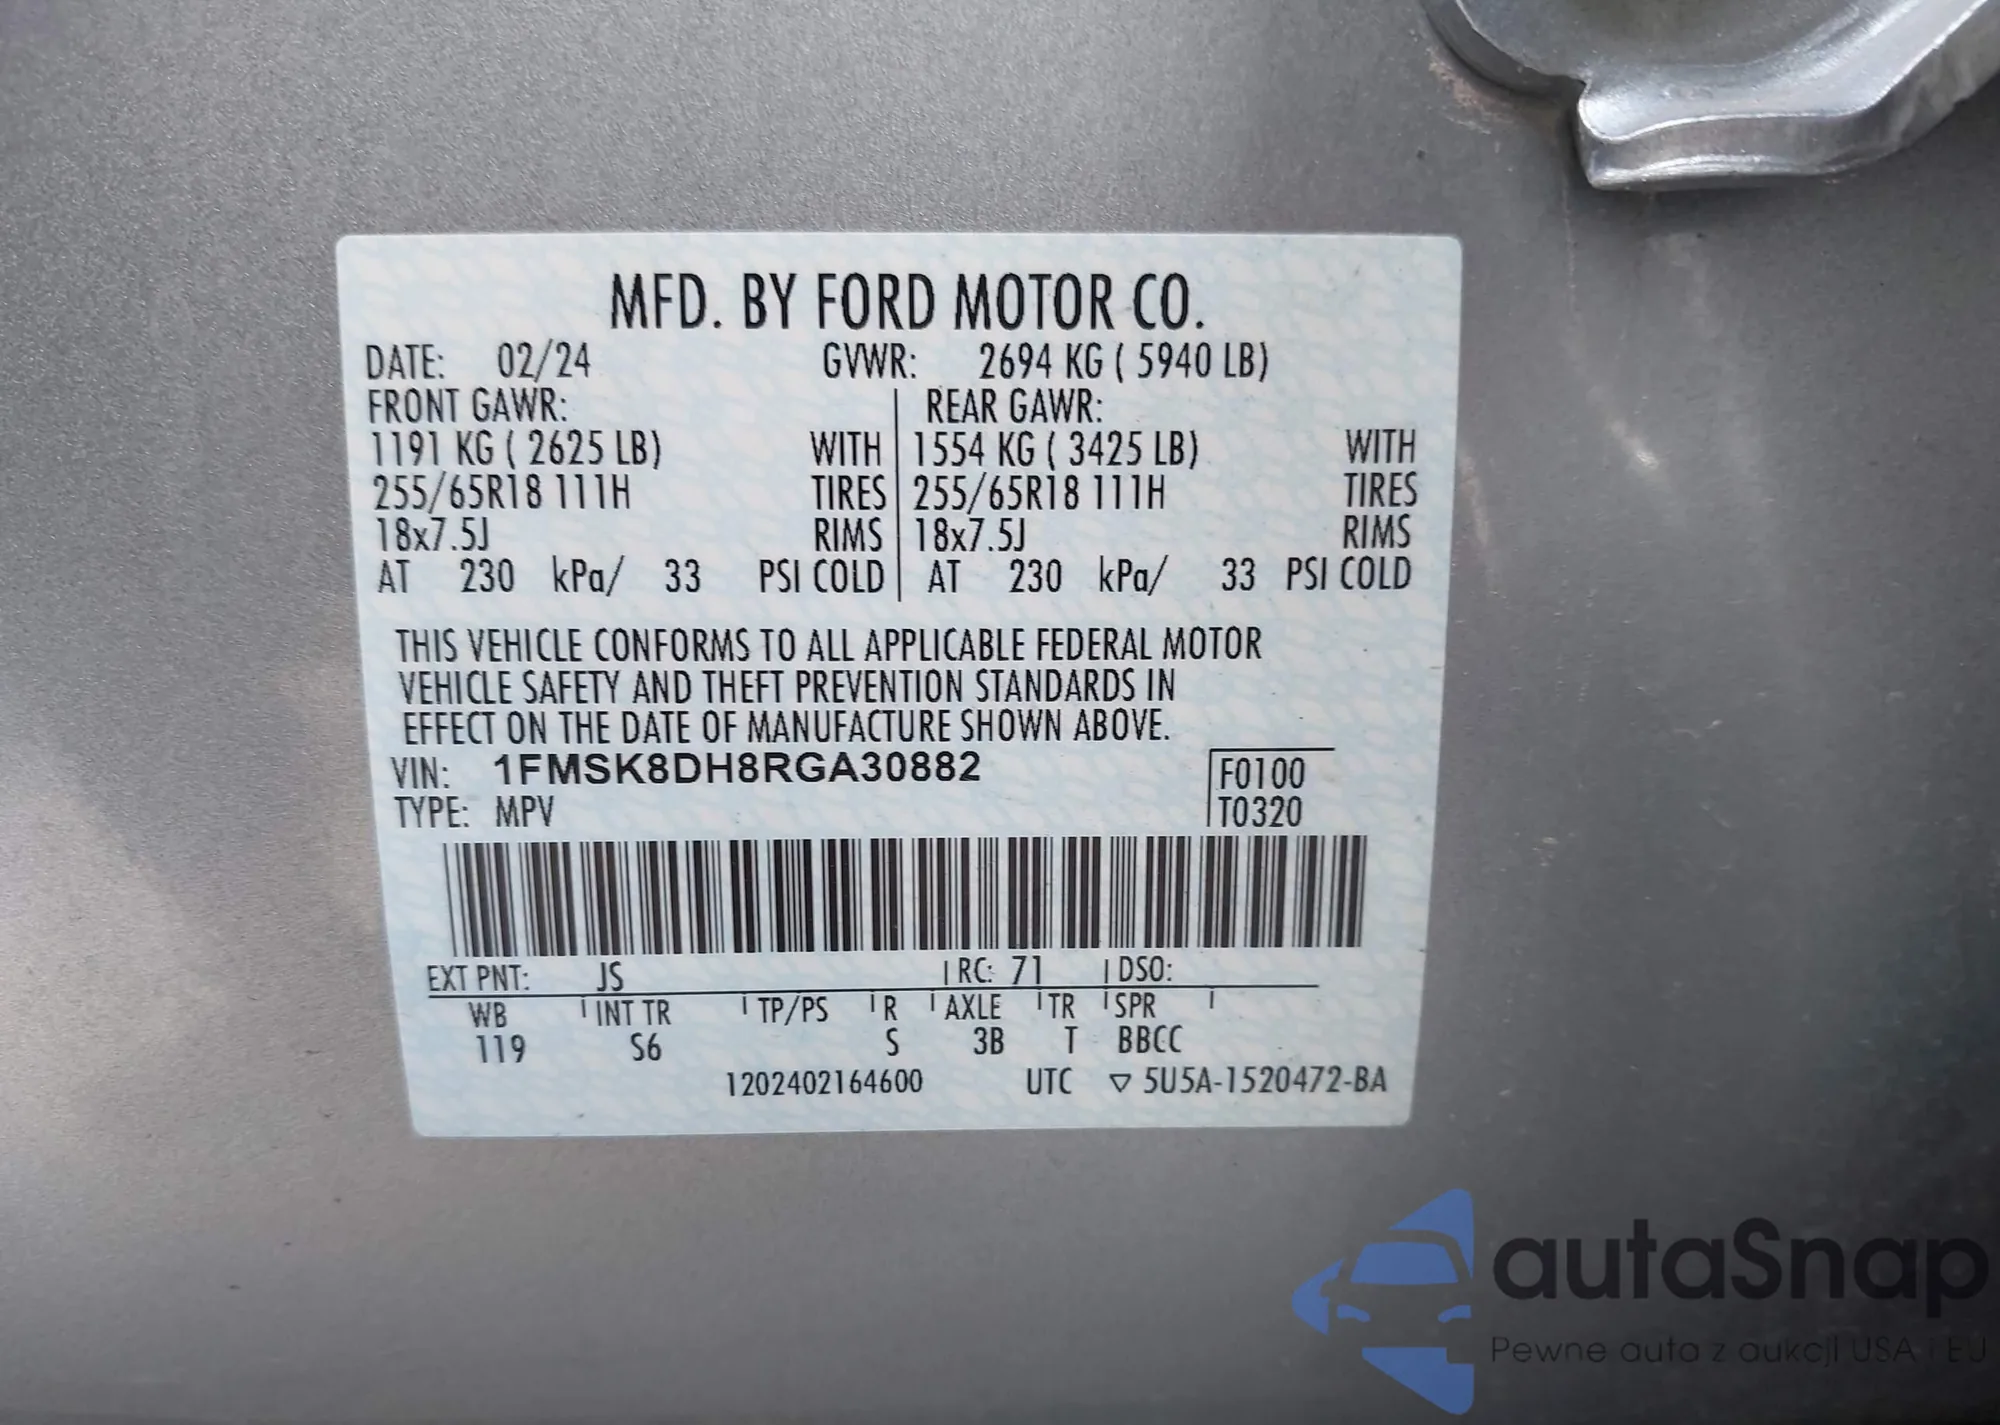 MFD. BY FORD MOTOR CO.
DATE: 02/24 GVWR: 2694 KG ( 5940 LB)
FRONT GAWR: REAR GAWR:
1191 KG ( 2625 LB) WITH 1554 KG ( 3425 LB) WITH
255/65R18 111H TIRES 255/65R18 111H TIRES
18x7.5J RIMS 18x7.5J RIMS
AT 230 kPa/ 33 PSI COLD AT 230 kPa/ 33 PSI COLD
THIS VEHICLE CONFORMS TO ALL APPLICABLE FEDERAL MOTOR
VEHICLE SAFETY AND THEFT PREVENTION STANDARDS IN
EFFECT ON THE DATE OF MANUFACTURE SHOWN ABOVE.
VIN: 1FMSK8DH8RGA30882 F0100
TYPE: MPV T0320
EXT PNT: JS RC: 71 DSO:
WB INT TR TP/PS R AXLE TR SPR
119 S6 S 3B T BBCC
1202402164600 UTC ▽ 5U5A-1520472-BA
autaSnap
Pewne auta z aukcji USA i EU